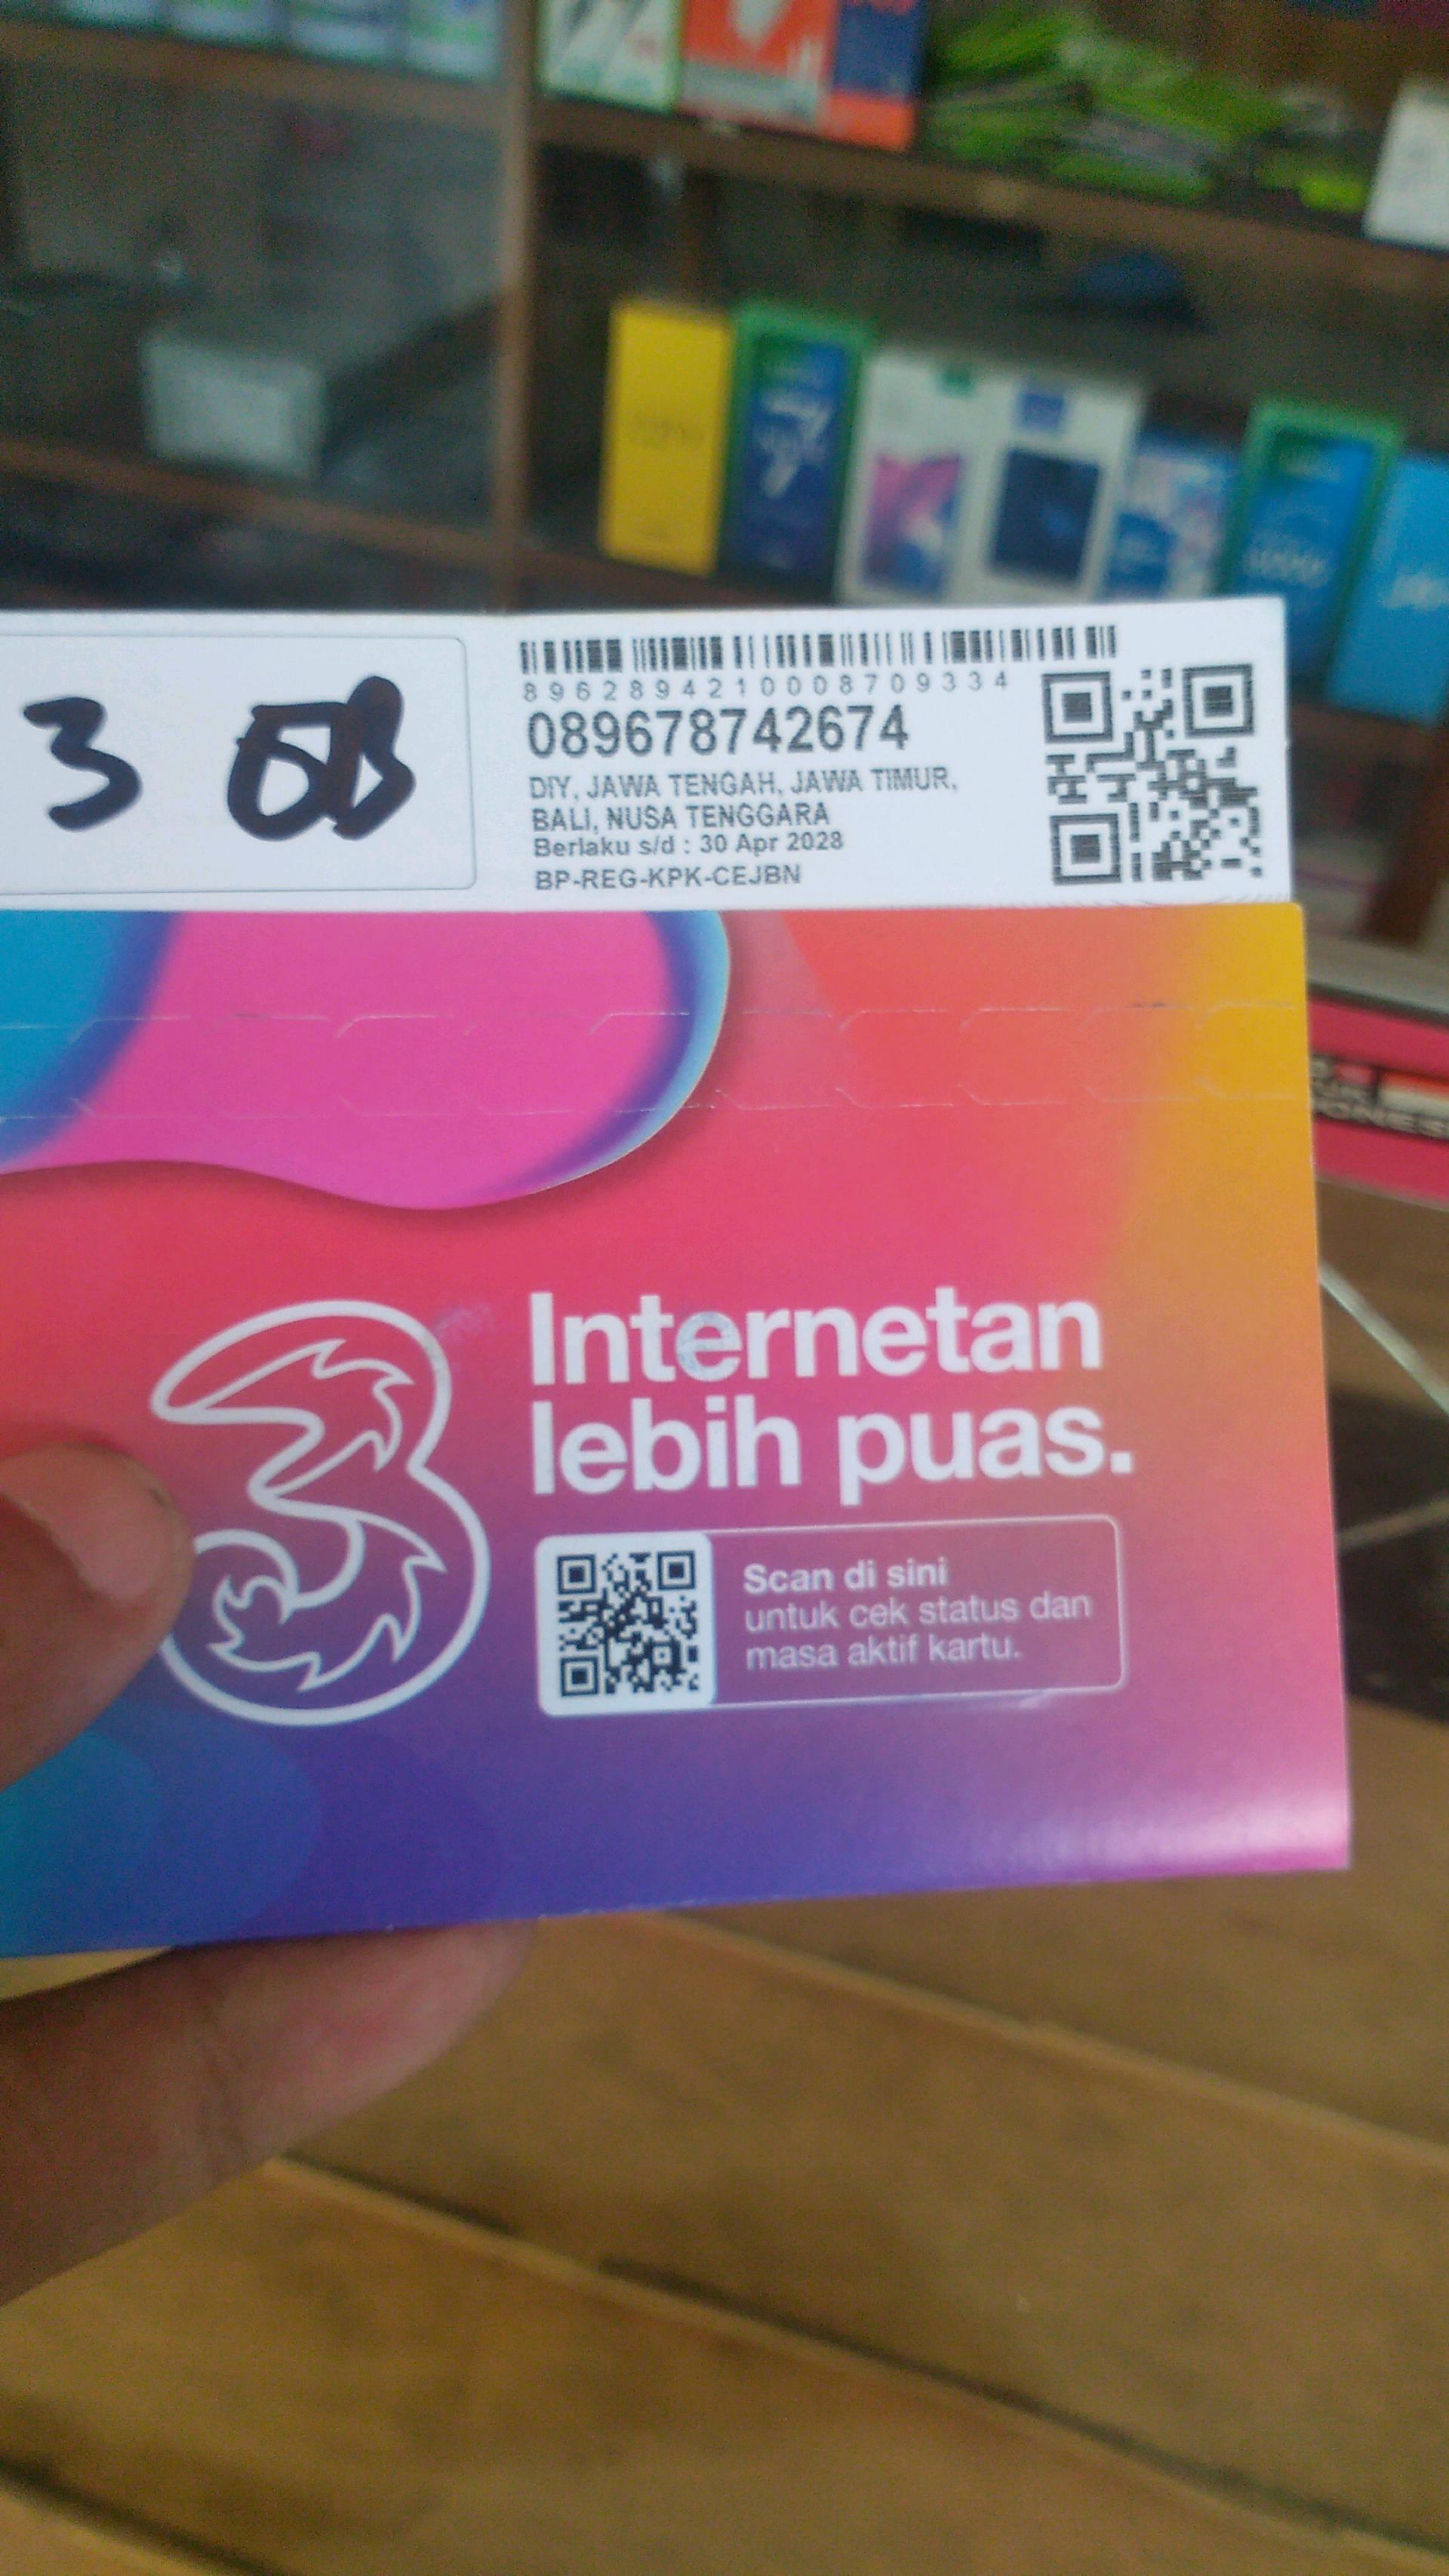 3 GB
8962894210008709334
089678742674
DIY, JAWA TENGAH, JAWA TIMUR,
BALI, NUSA TENGGARA
Berlaku s/d : 30 Apr 2028
BP-REG-KPK-CEJBN
3
Internetan
lebih puas.
Scan di sini
untuk cek status dan
masa aktif kartu.